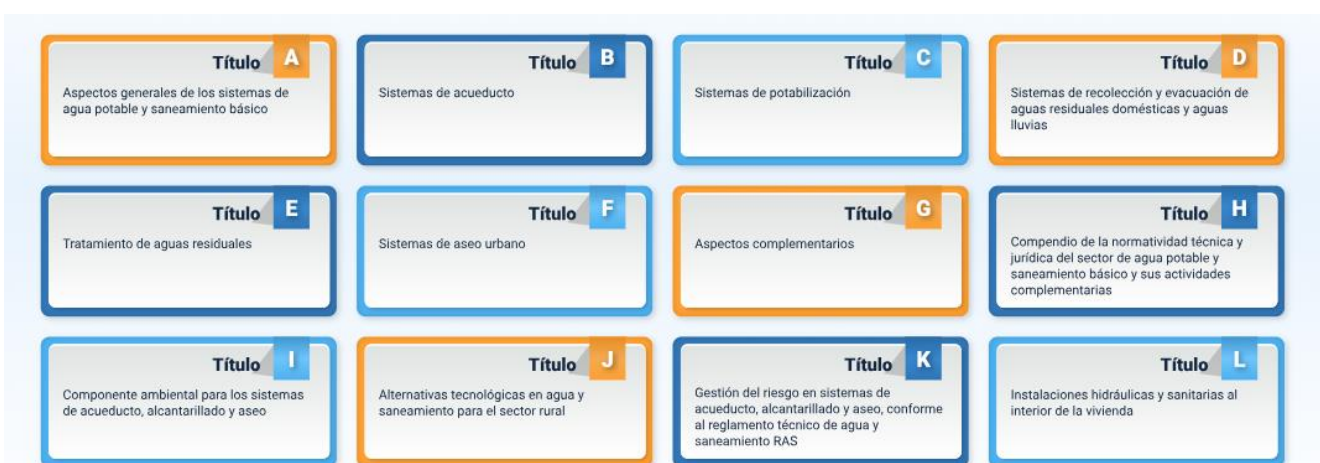 Título A
Aspectos generales de los sistemas de
agua potable y saneamiento básico
Título B
Sistemas de acueducto
Título C
Sistemas de potabilización
Título D
Sistemas de recolección y evacuación de
aguas residuales domésticas y aguas
lluvias
Título E
Tratamiento de aguas residuales
Título F
Sistemas de aseo urbano
Título G
Aspectos complementarios
Título H
Compendio de la normatividad técnica y
jurídica del sector de agua potable y
saneamiento básico y sus actividades
complementarias
Título I
Componente ambiental para los sistemas
de acueducto, alcantarillado y aseo
Título J
Alternativas tecnológicas en agua y
saneamiento para el sector rural
Título K
Gestión del riesgo en sistemas de
acueducto, alcantarillado y aseo, conforme
al reglamento técnico de agua y
saneamiento RAS
Título L
Instalaciones hidráulicas y sanitarias al
interior de la vivienda